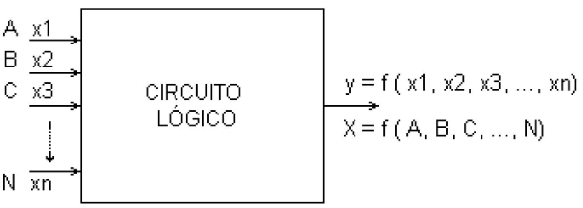 A x1
B x2
C x3
N xn
CIRCUITO
LÓGICO
y = f ( x1, x2, x3, ..., xn)
X = f ( A, B, C, ..., N)